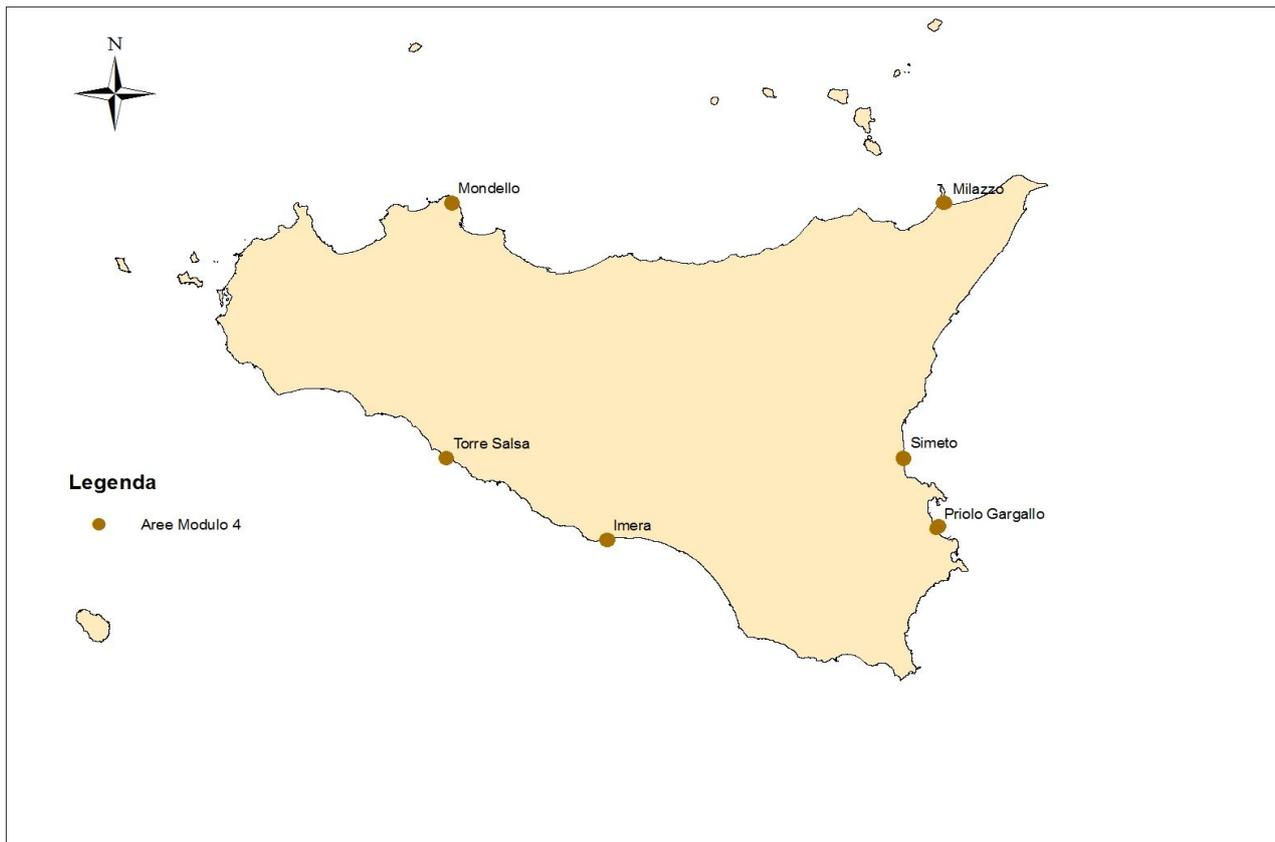 N
Mondello
Milazzo
Torre Salsa
Simeto
Legenda
Aree Modulo 4
Imera
Priolo Gargallo